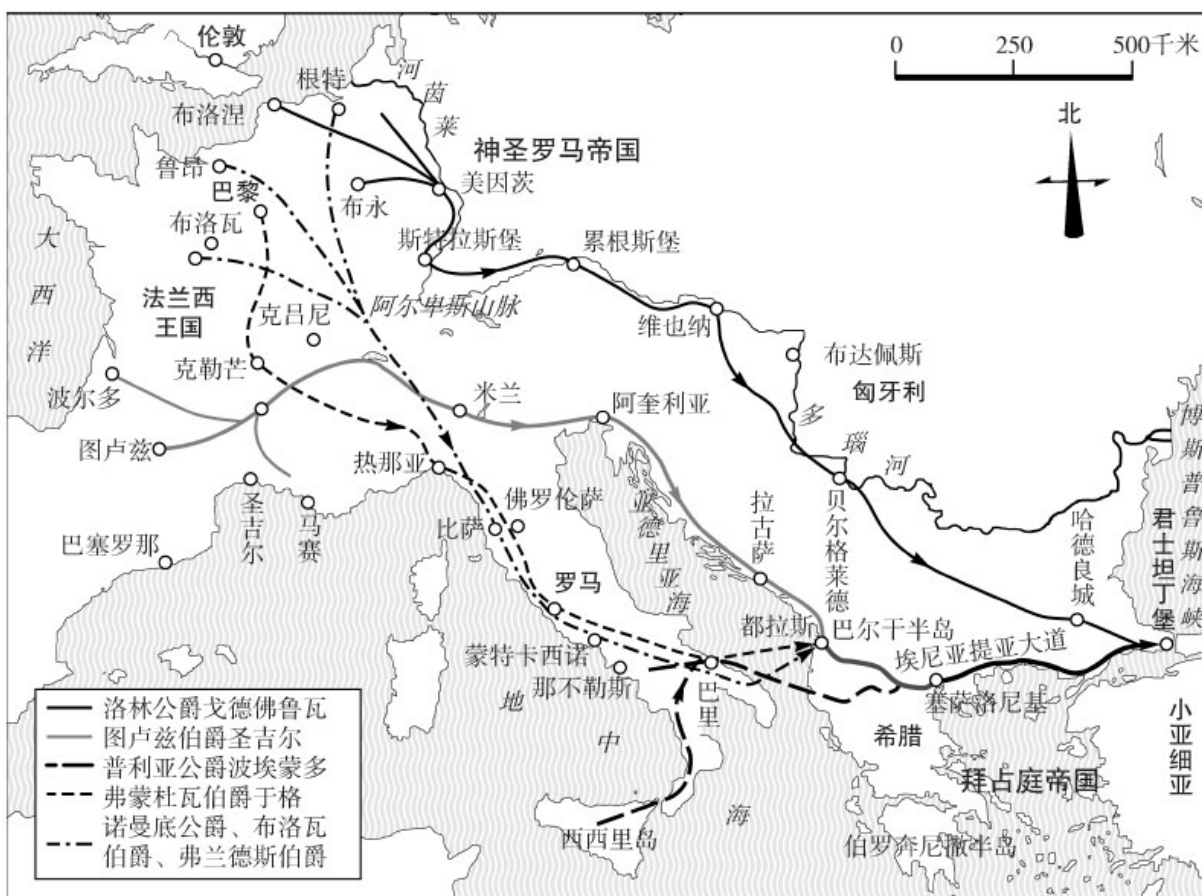 伦敦
0 250 500千米
北
根特
河
茵
莱
布洛涅
神圣罗马帝国
鲁昂
巴黎
美因茨
布永
布洛瓦
斯特拉斯堡
累根斯堡
大
西
洋
法兰西
王国
阿尔卑斯山脉
克吕尼
维也纳
布达佩斯
匈牙利
克勒芒
波尔多
米兰
阿奎利亚
多
瑙
河
博
斯
普
鲁
斯
海
峡
图卢兹
热那亚
圣吉尔
马赛
佛罗伦萨
比萨
亚
德
里
亚
海
拉古萨
贝尔格莱德
哈德良城
君士坦丁堡
巴塞罗那
罗马
都拉斯
巴尔干半岛
埃尼亚提亚大道
蒙特卡西诺
那不勒斯
巴里
塞萨洛尼基
地
中
海
希腊
拜占庭帝国
小亚细亚
西西里岛
伯罗奔尼撒半岛
洛林公爵戈德佛鲁瓦
图卢兹伯爵圣吉尔
普利亚公爵波埃蒙多
弗蒙杜瓦伯爵于格
诺曼底公爵、布洛瓦
伯爵、弗兰德斯伯爵